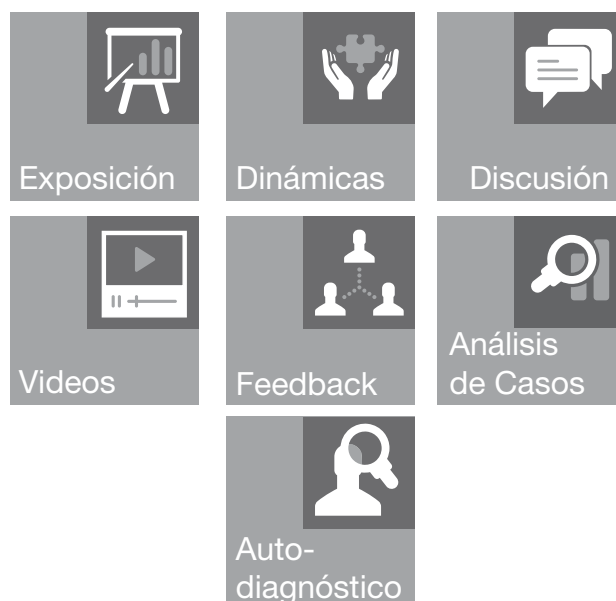 Exposición
Dinámicas
Discusión
Videos
Feedback
Análisis
de Casos
Auto-
diagnóstico